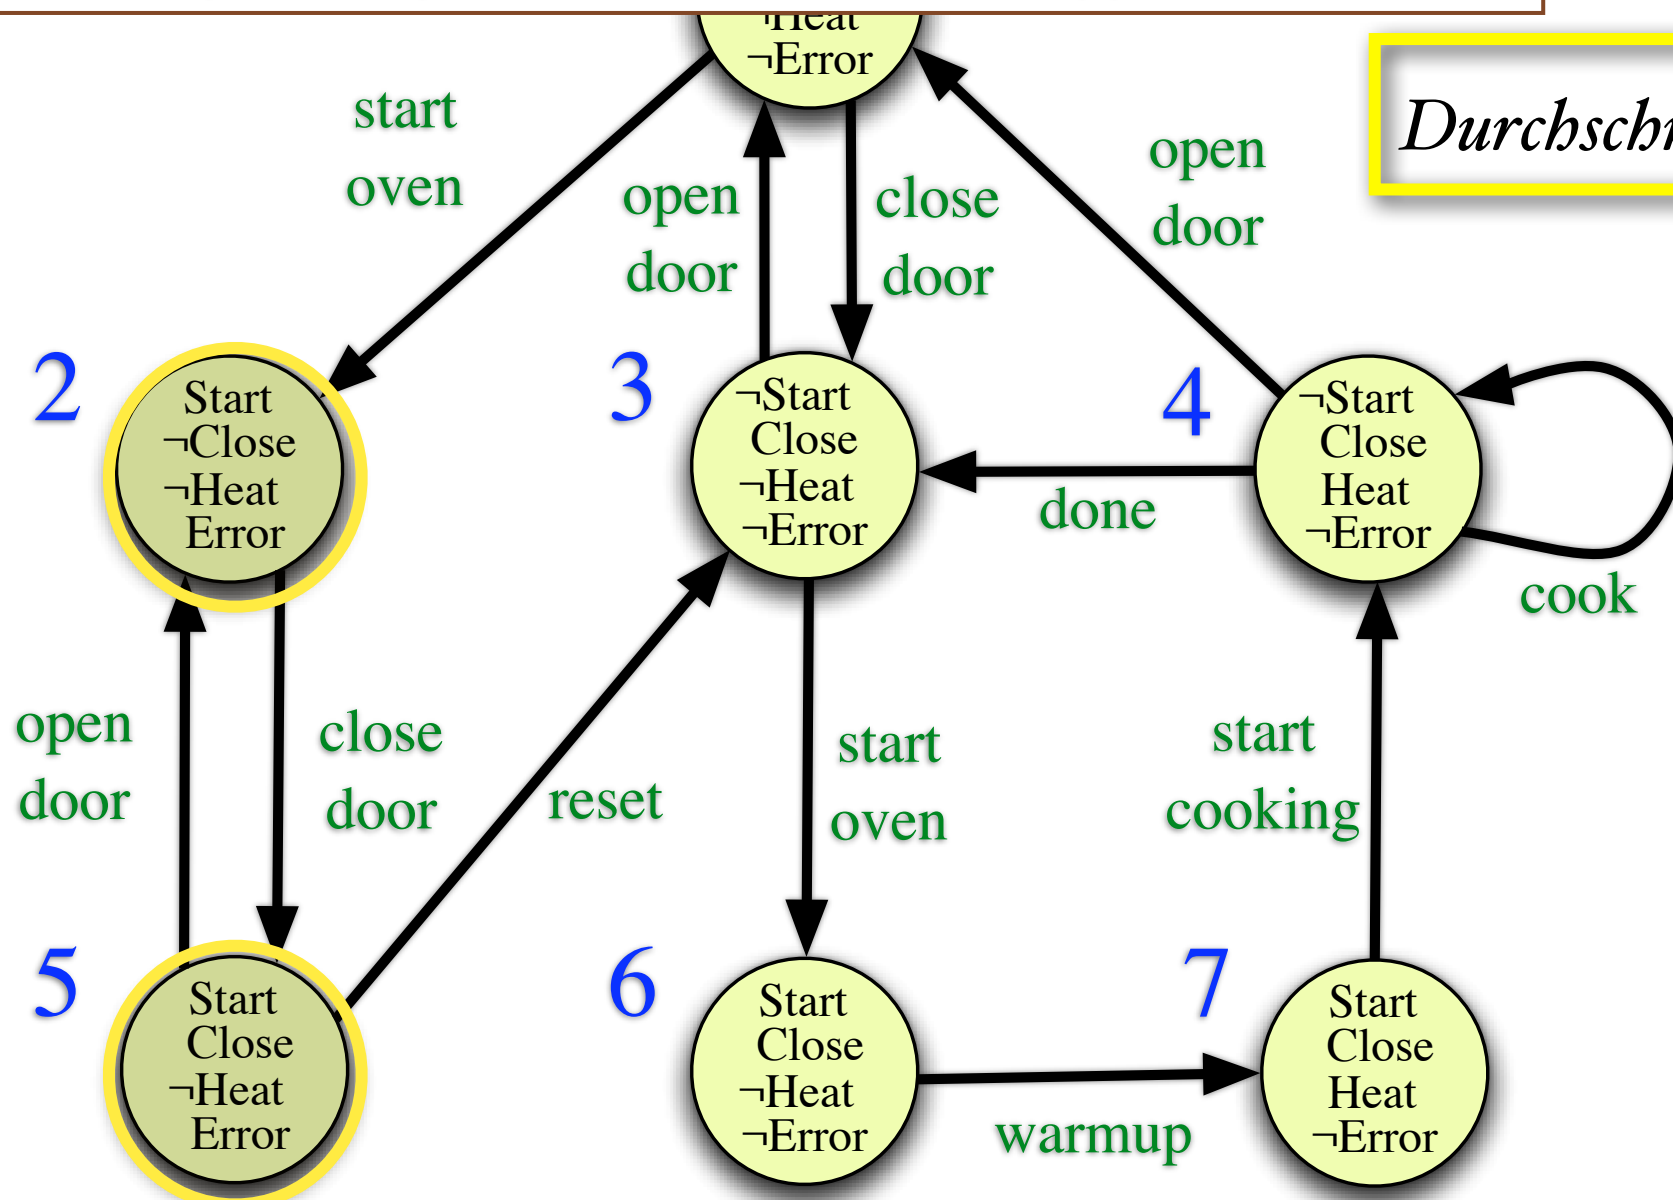 ¬Heat
¬Error
start
oven
open
door
close
door
open
door
2
Start
¬Close
¬Heat
Error
3
¬Start
Close
¬Heat
¬Error
4
¬Start
Close
Heat
¬Error
done
cook
open
door
close
door
reset
start
oven
start
cooking
5
Start
Close
¬Heat
Error
6
Start
Close
¬Heat
¬Error
7
Start
Close
Heat
¬Error
warmup